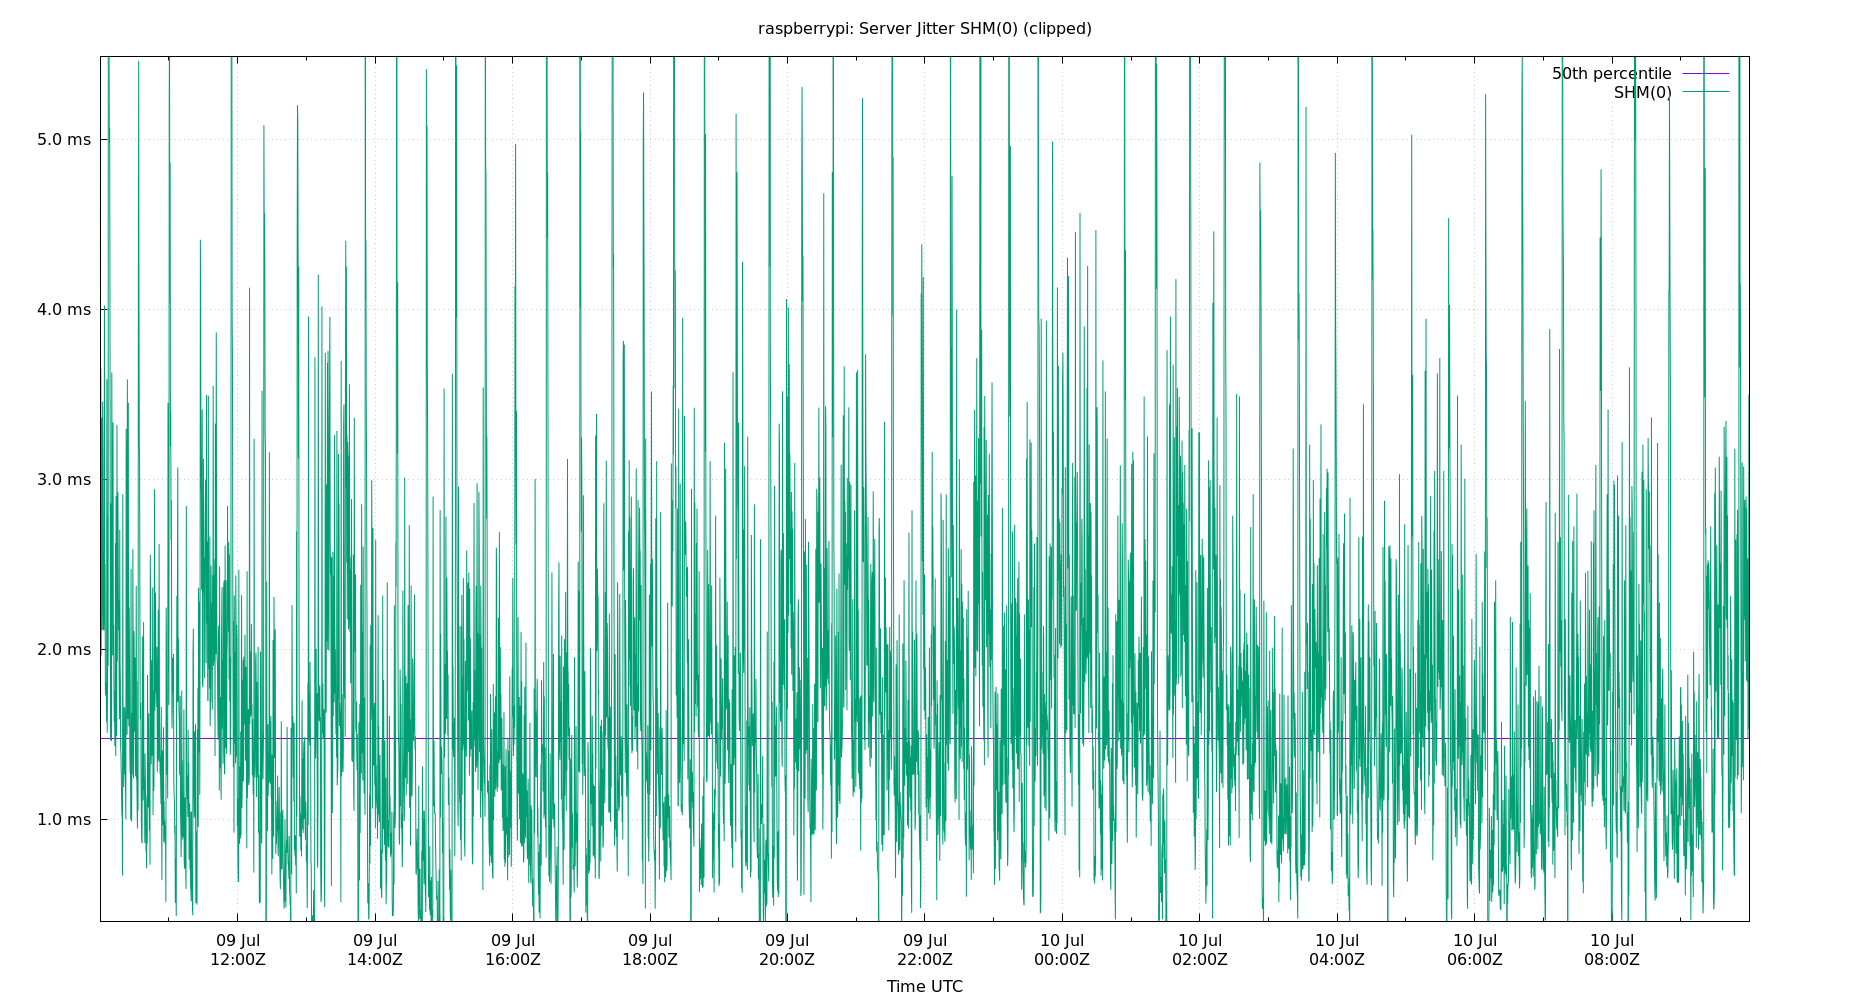 raspberrypi: Server Jitter SHM(0) (clipped)
50th percentile
SHM(0)
5.0 ms
4.0 ms
3.0 ms
2.0 ms
1.0 ms
09 Jul 09 Jul 09 Jul 09 Jul 09 Jul 09 Jul 10 Jul 10 Jul 10 Jul 10 Jul 10 Jul
12:00Z 14:00Z 16:00Z 18:00Z 20:00Z 22:00Z 00:00Z 02:00Z 04:00Z 06:00Z 08:00Z
Time UTC